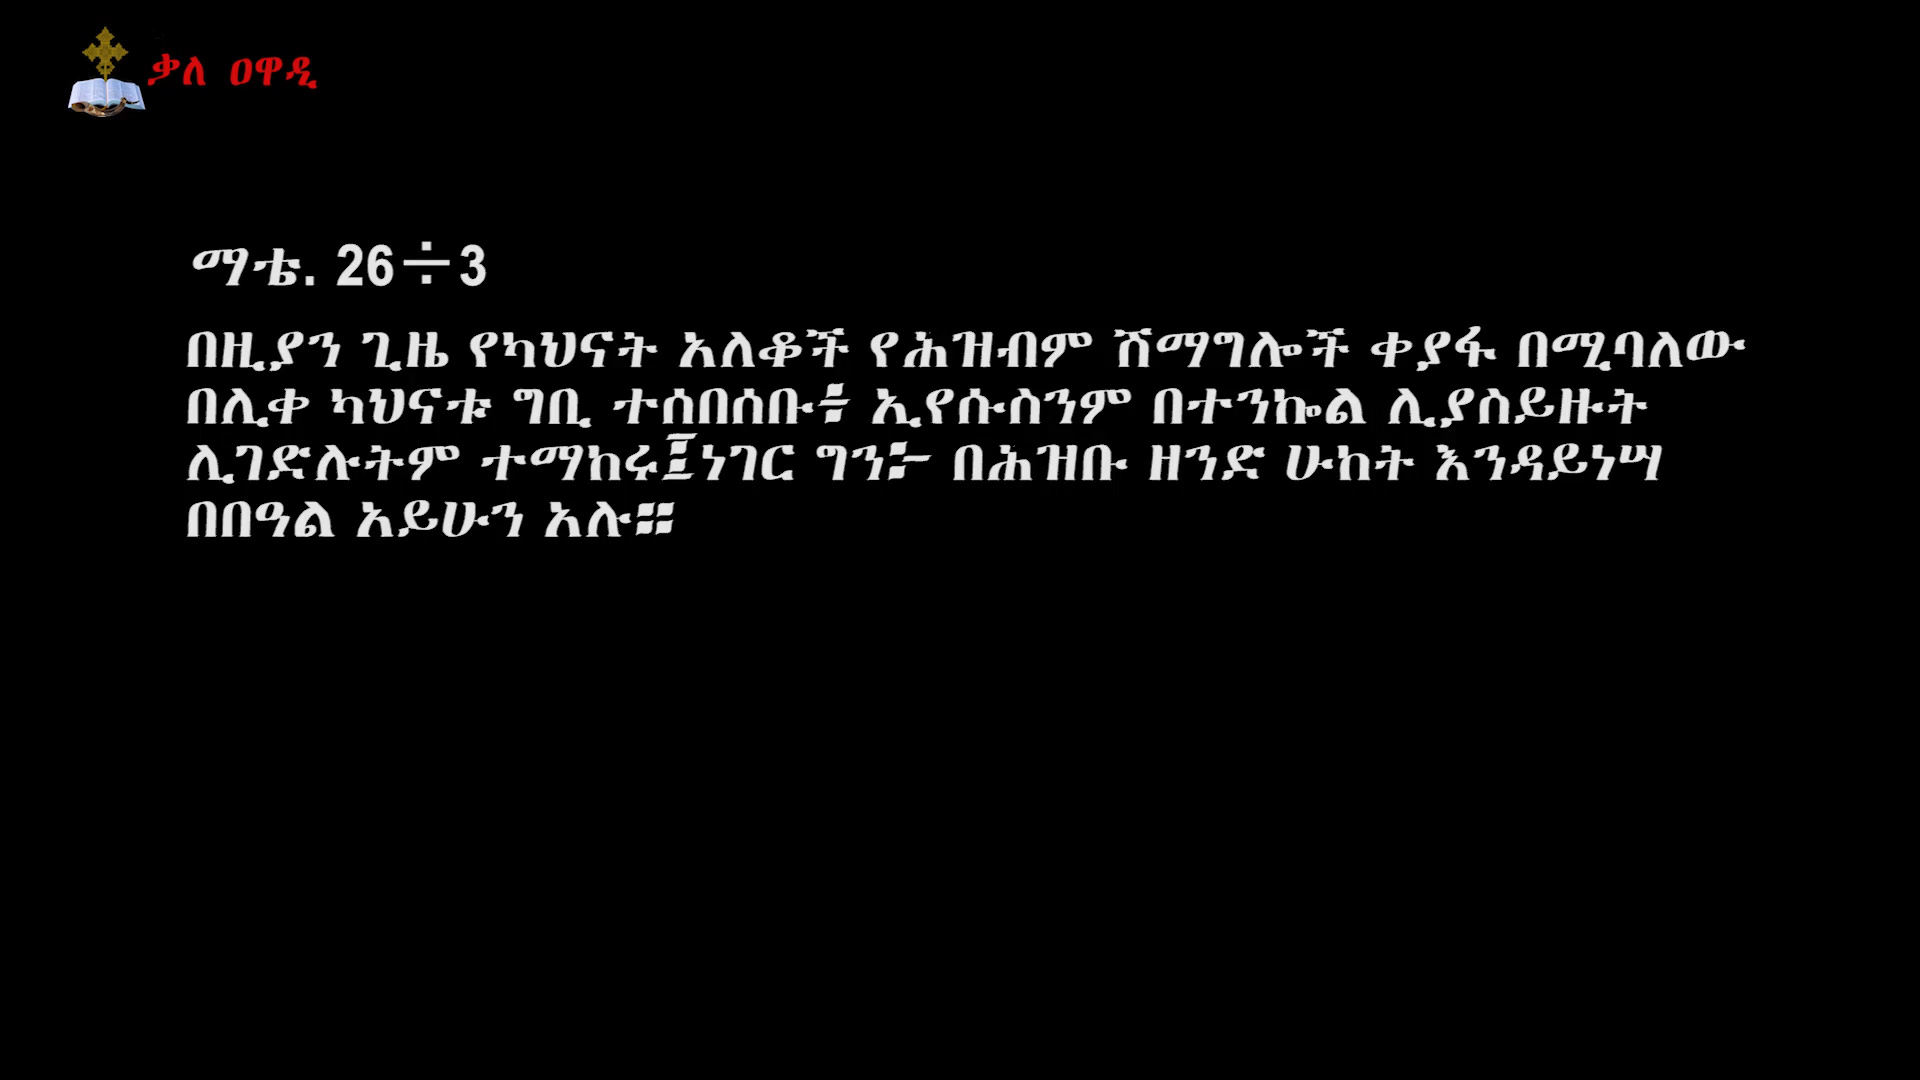 ቃለ ዐዋዲ
ማቴ. 26÷3
በዚያን ጊዜ የካህናት አለቆች የሕዝብም ሽማግሎች ቀያፋ በሚባለው
በሊቀ ካህናቱ ግቢ ተሰበሰቡ፥ ኢየሱስንም በተንኰል ሊያስይዙት
ሊገድሉትም ተማከሩ፤ነገር ግን፦ በሕዝቡ ዘንድ ሁከት እንዳይነሣ
በበዓል አይሁን አሉ።